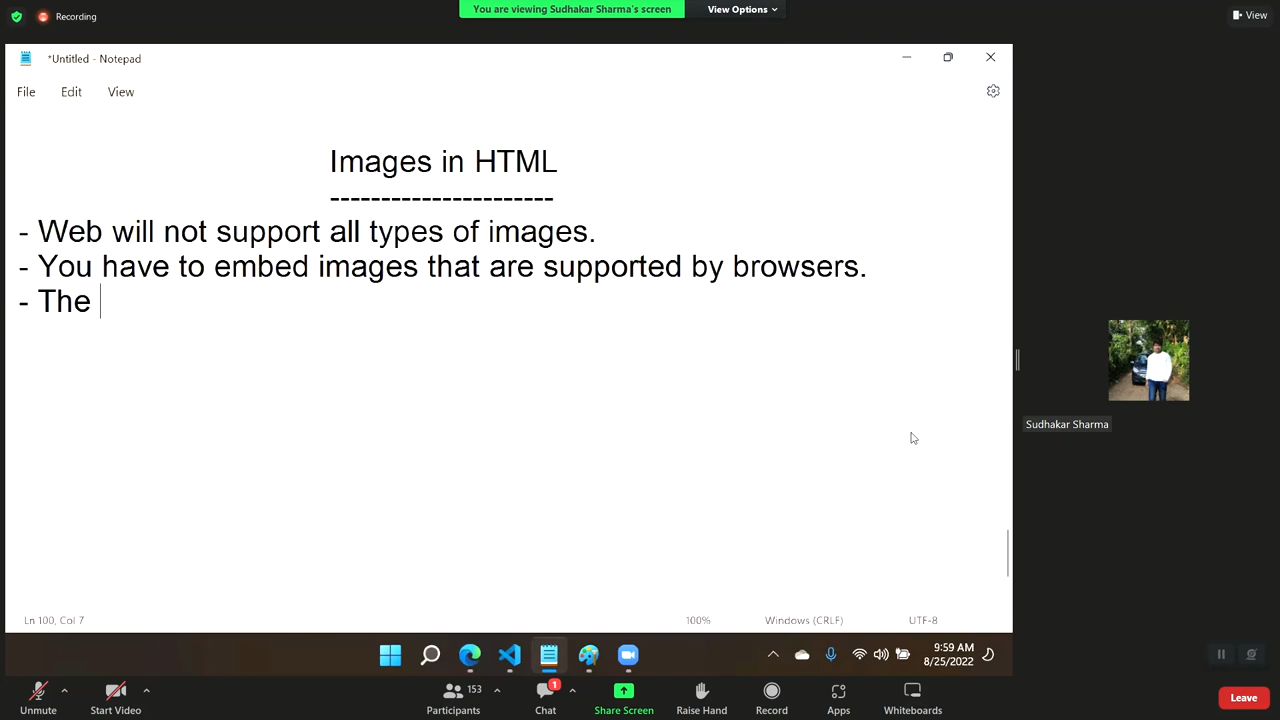 Recording
You are viewing Sudhakar Sharma's screen
View Options
View
*Untitled - Notepad
File Edit View
Images in HTML
----------------------
- Web will not support all types of images.
- You have to embed images that are supported by browsers.
- The
Sudhakar Sharma
Ln 100, Col 7 100% Windows (CRLF) UTF-8
9:59 AM
8/25/2022
153
1
Unmute Start Video Participants Chat Share Screen Raise Hand Record Apps Whiteboards Leave